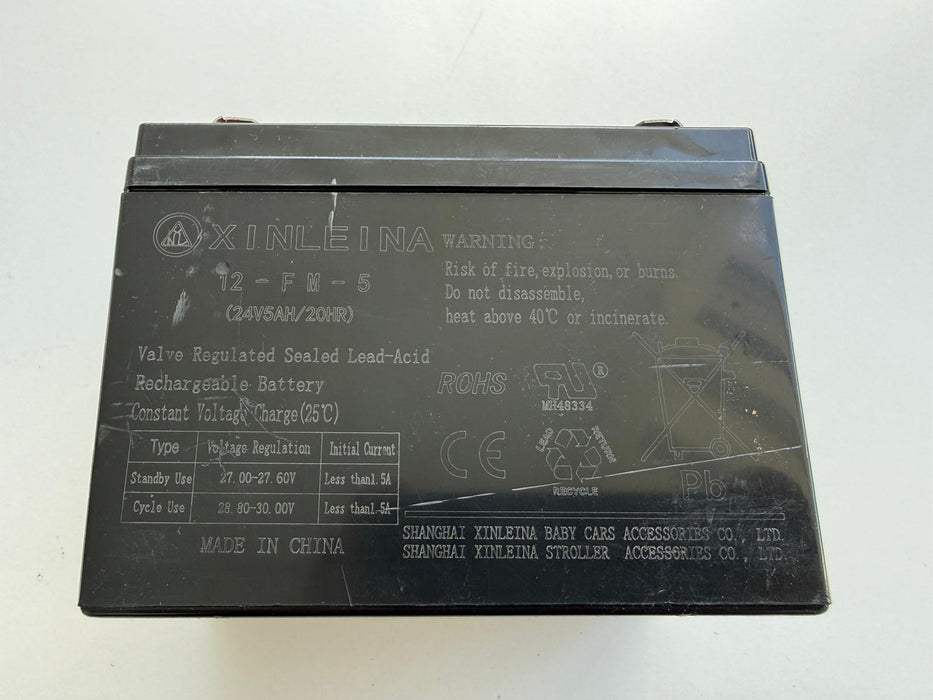 XINLEINA
12-FM-5
(24V5AH/20HR)
WARNING:
Risk of fire, explosion, or burns.
Do not disassemble,
heat above 40℃ or incinerate.
Valve Regulated Sealed Lead-Acid
Rechargeable Battery
Constant Voltage Charge(25℃)
Type Voltage Regulation Initial Current
Standby Use 27.00-27.60V Less than1.5A
Cycle Use 28.80-30.00V Less than1.5A
MADE IN CHINA
ROHS
MH48334
CE
LEAD RETURN
RECYCLE
Pb
SHANGHAI XINLEINA BABY CARS ACCESSORIES CO., LTD.
SHANGHAI XINLEINA STROLLER ACCESSORIES CO., LTD.